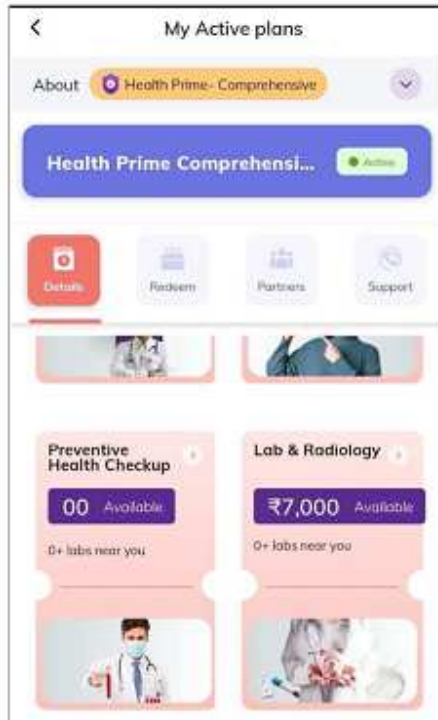 My Active plans
About Health Prime- Comprehensive
Health Prime Comprehensi... Active
Details Redeem Partners Support
Preventive
Health Checkup
00 Available
0+ labs near you
Lab & Radiology
₹7,000 Available
0+ labs near you